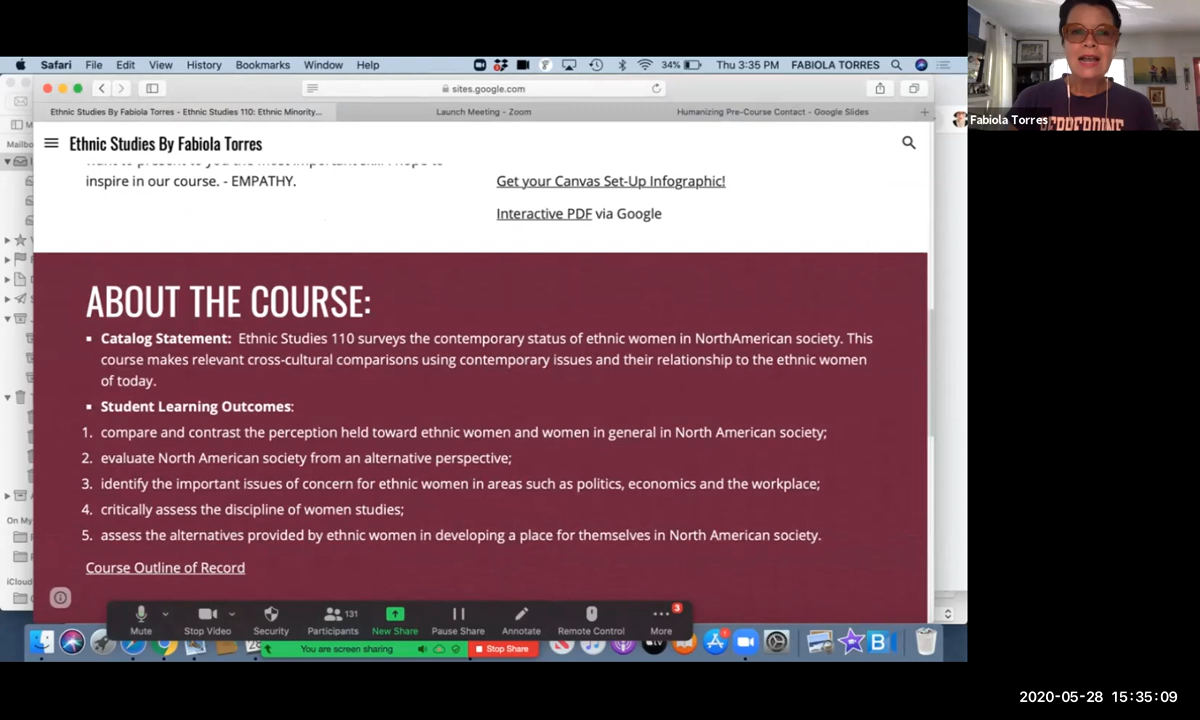 Safari File Edit View History Bookmarks Window Help 34% Thu 3:35 PM FABIOLA TORRES
sites.google.com
Ethnic Studies By Fabiola Torres - Ethnic Studies 110: Ethnic Minority... Launch Meeting - Zoom Humanizing Pre-Course Contact - Google Slides
Fabiola Torres
PEPPERDINE
Mailbo
Ethnic Studies By Fabiola Torres
inspire in our course. - EMPATHY.
Get your Canvas Set-Up Infographic!
Interactive PDF via Google
ABOUT THE COURSE:
▪ Catalog Statement: Ethnic Studies 110 surveys the contemporary status of ethnic women in NorthAmerican society. This
course makes relevant cross-cultural comparisons using contemporary issues and their relationship to the ethnic women
of today.
▪ Student Learning Outcomes:
1. compare and contrast the perception held toward ethnic women and women in general in North American society;
2. evaluate North American society from an alternative perspective;
3. identify the important issues of concern for ethnic women in areas such as politics, economics and the workplace;
4. critically assess the discipline of women studies;
5. assess the alternatives provided by ethnic women in developing a place for themselves in North American society.
On My
Course Outline of Record
iCloud
131
3
Mute Stop Video Security Participants New Share Pause Share Annotate Remote Control More
You are screen sharing Stop Share
2020-05-28 15:35:09